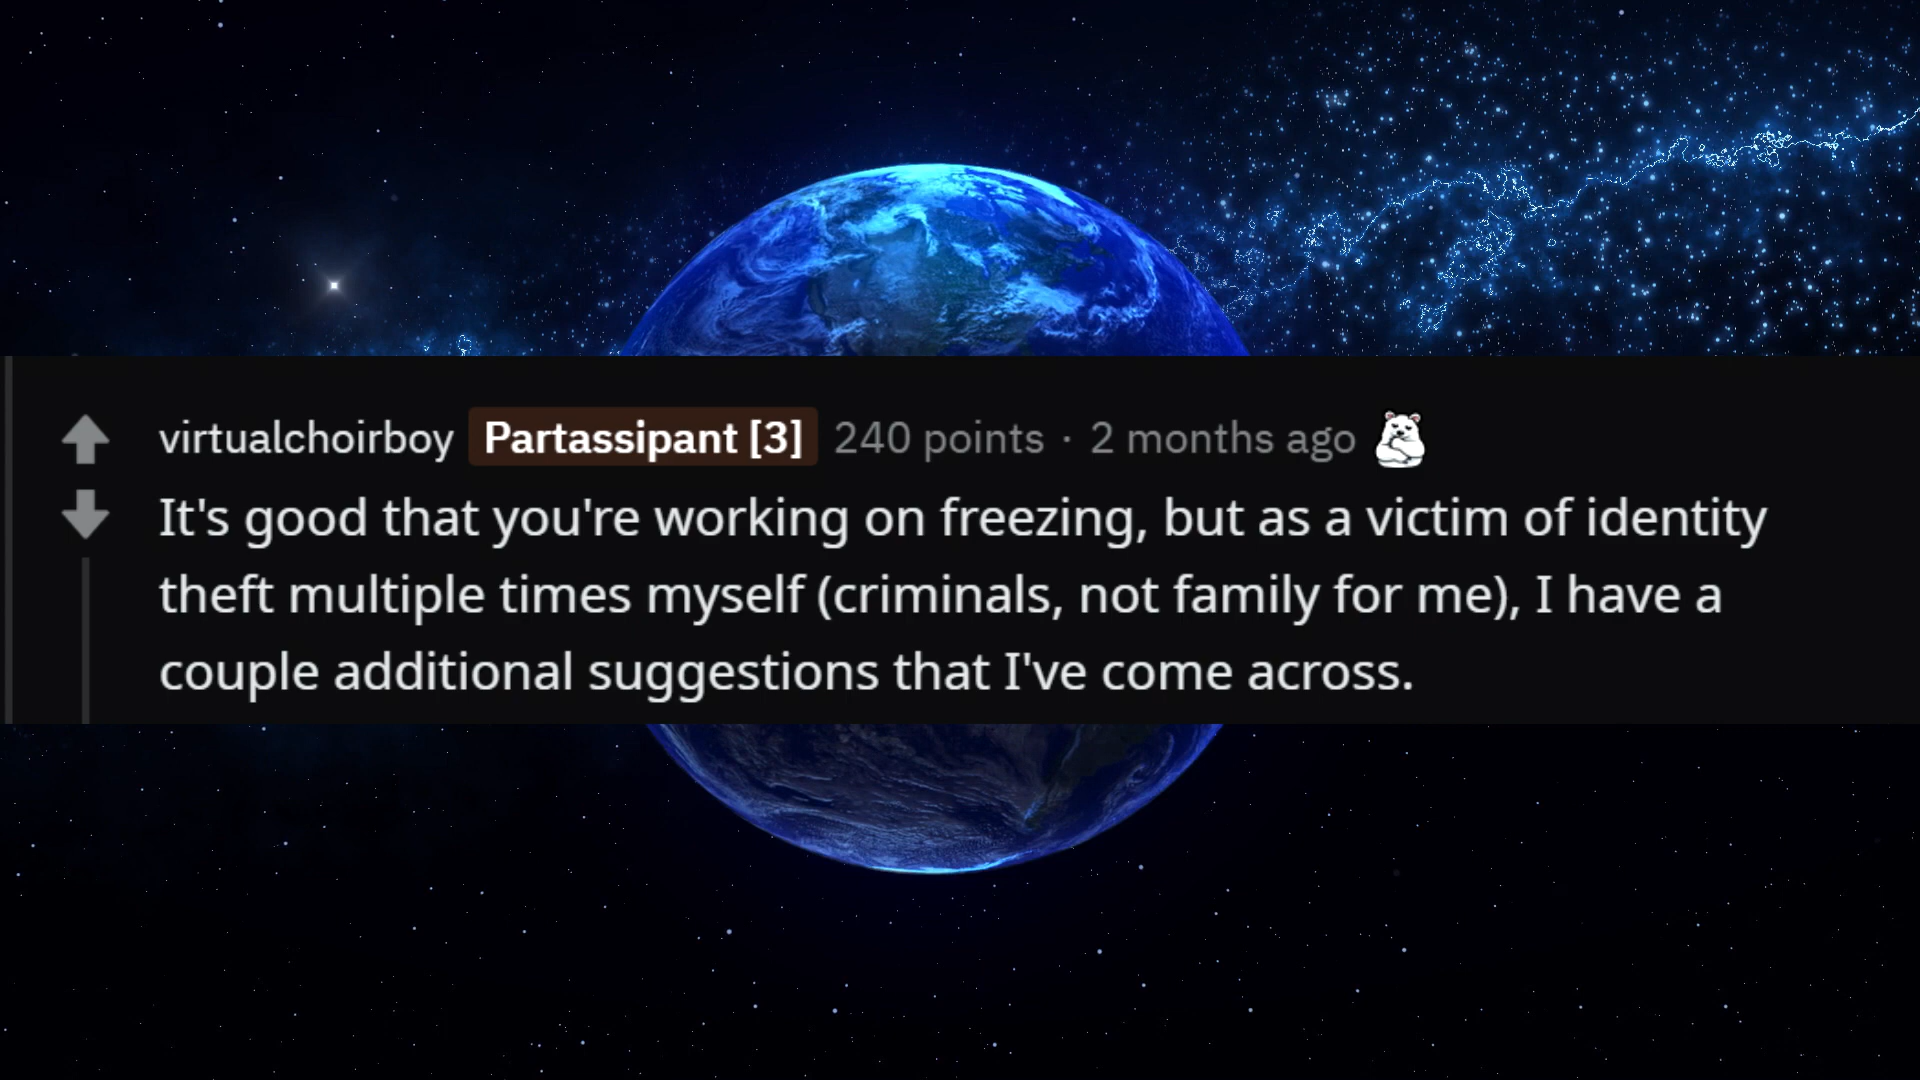 virtualchoirboy Partassipant [3] 240 points · 2 months ago
It's good that you're working on freezing, but as a victim of identity
theft multiple times myself (criminals, not family for me), I have a
couple additional suggestions that I've come across.